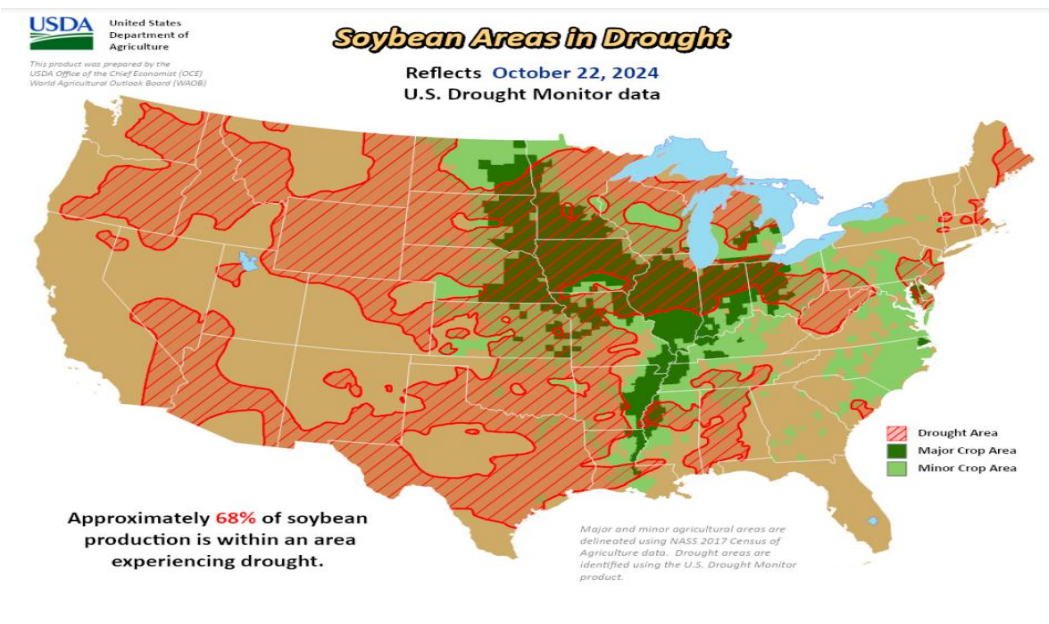 USDA
United States
Department of
Agriculture
This product was prepared by the
USDA Office of the Chief Economist (OCE)
World Agricultural Outlook Board (WAOB)
Soybean Areas in Drought
Reflects October 22, 2024
U.S. Drought Monitor data
Drought Area
Major Crop Area
Minor Crop Area
Approximately 68% of soybean
production is within an area
experiencing drought.
Major and minor agricultural areas are
delineated using NASS 2017 Census of
Agriculture data. Drought areas are
identified using the U.S. Drought Monitor
product.